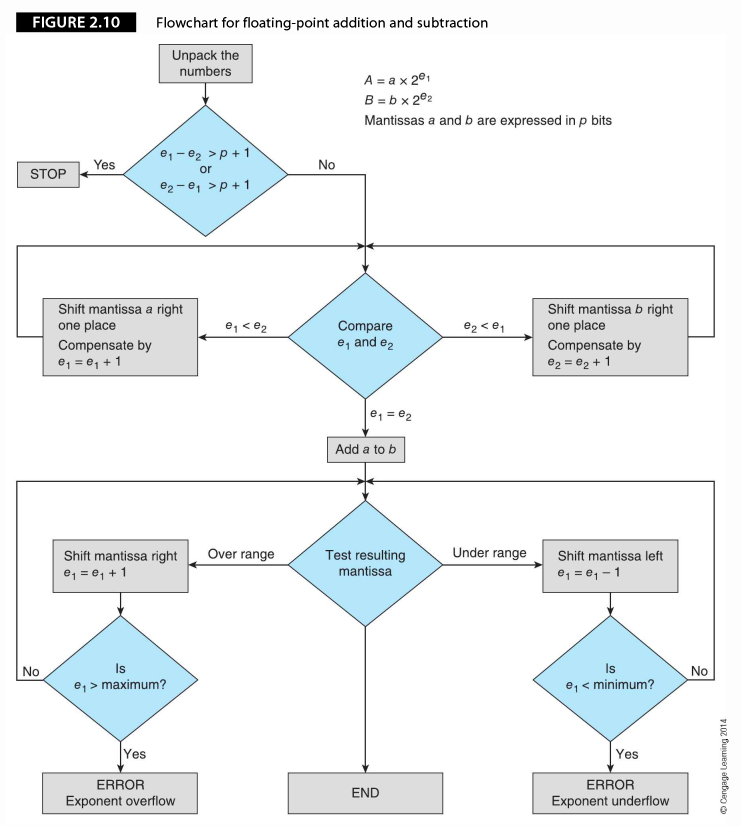 FIGURE 2.10 Flowchart for floating-point addition and subtraction
Unpack the
numbers
A = a × 2^e₁
B = b × 2^e₂
Mantissas a and b are expressed in p bits
e₁ – e₂ > p + 1
or
e₂ – e₁ > p + 1
Yes
No
STOP
Shift mantissa a right
one place
Compensate by
e₁ = e₁ + 1
e₁ < e₂
Compare
e₁ and e₂
e₂ < e₁
Shift mantissa b right
one place
Compensate by
e₂ = e₂ + 1
e₁ = e₂
Add a to b
Shift mantissa right
e₁ = e₁ + 1
Over range
Test resulting
mantissa
Under range
Shift mantissa left
e₁ = e₁ – 1
No
Is
e₁ > maximum?
Is
e₁ < minimum?
No
Yes
Yes
ERROR
Exponent overflow
END
ERROR
Exponent underflow
© Cengage Learning 2014